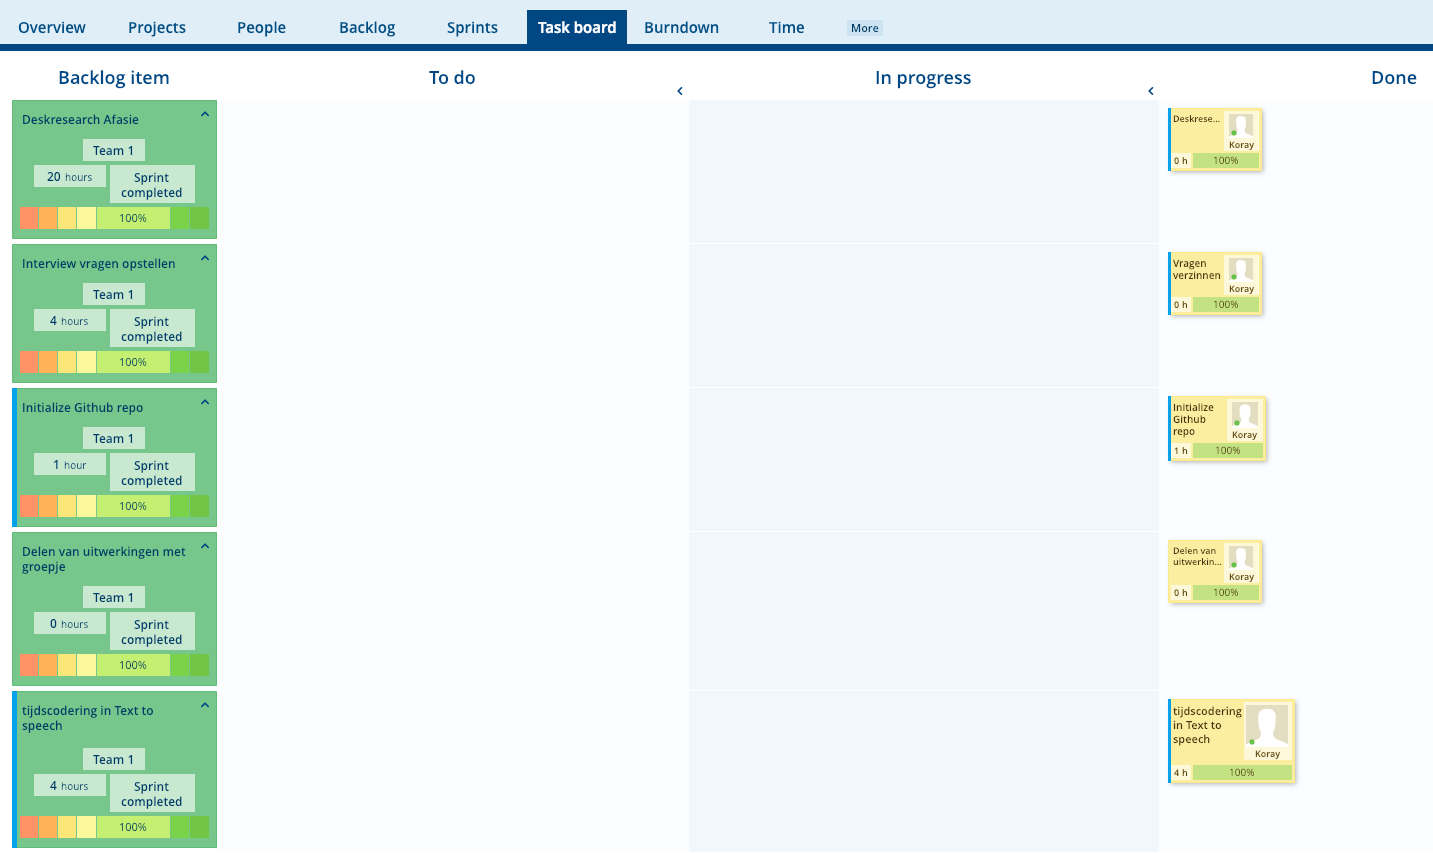 Overview Projects People Backlog Sprints Task board Burndown Time More
Backlog item To do In progress Done
Deskresearch Afasie
Team 1
20 hours
Sprint
completed
100%
Deskrese...
Koray
0 h 100%
Interview vragen opstellen
Team 1
4 hours
Sprint
completed
100%
Vragen
verzinnen
Koray
0 h 100%
Initialize Github repo
Team 1
1 hour
Sprint
completed
100%
Initialize
Github
repo
Koray
1 h 100%
Delen van uitwerkingen met
groepje
Team 1
0 hours
Sprint
completed
100%
Delen van
uitwerkin...
Koray
0 h 100%
tijdscodering in Text to
speech
Team 1
4 hours
Sprint
completed
100%
tijdscodering
in Text to
speech
Koray
4 h 100%